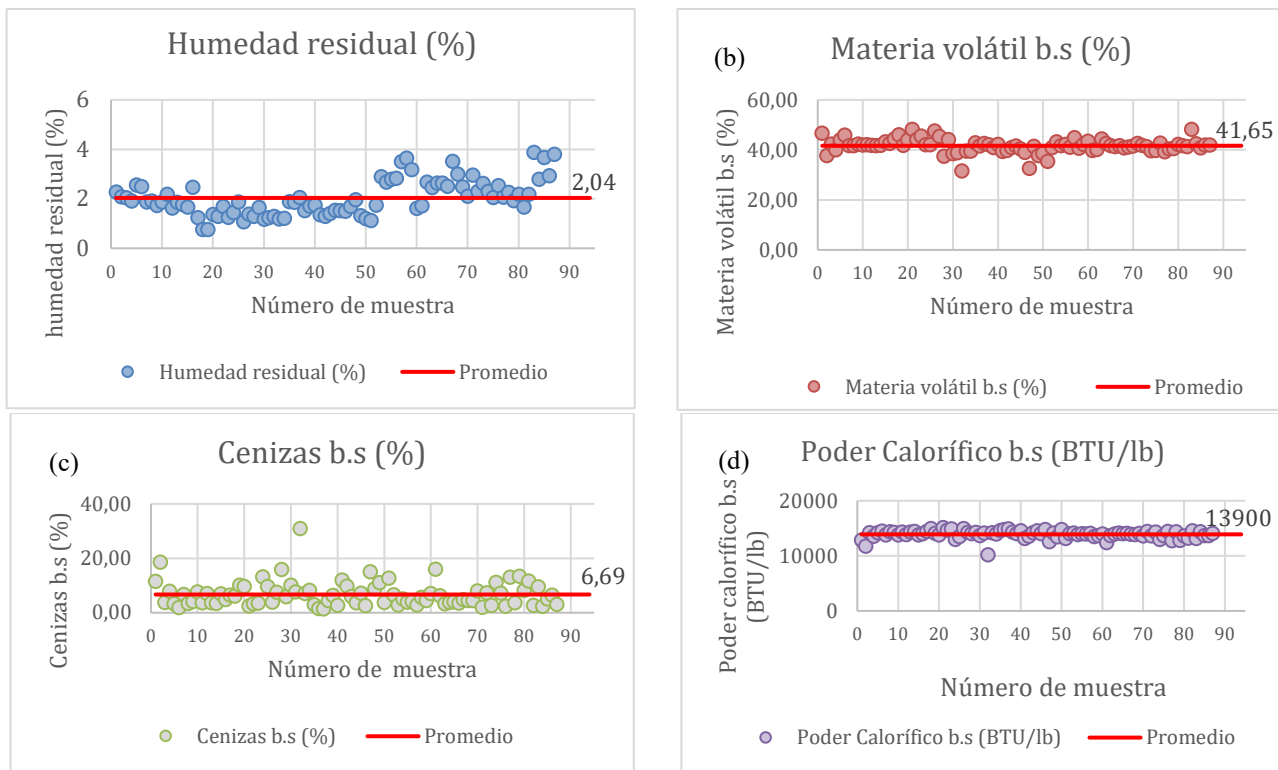 Humedad residual (%)
humedad residual (%)
6
4
2
0
2,04
0 10 20 30 40 50 60 70 80 90
Número de muestra
Humedad residual (%) Promedio
(b)
Materia volátil b.s (%)
Materia volátil b.s (%)
60,00
40,00
20,00
0,00
41,65
0 10 20 30 40 50 60 70 80 90
Número de muestra
Materia volátil b.s (%) Promedio
(c)
Cenizas b.s (%)
Cenizas b.s (%)
40,00
20,00
0,00
6,69
0 10 20 30 40 50 60 70 80 90
Número de muestra
Cenizas b.s (%) Promedio
(d)
Poder Calorífico b.s (BTU/lb)
Poder calorífico b.s
(BTU/lb)
20000
10000
0
13900
0 10 20 30 40 50 60 70 80 90
Número de muestra
Poder Calorífico b.s (BTU/lb) Promedio